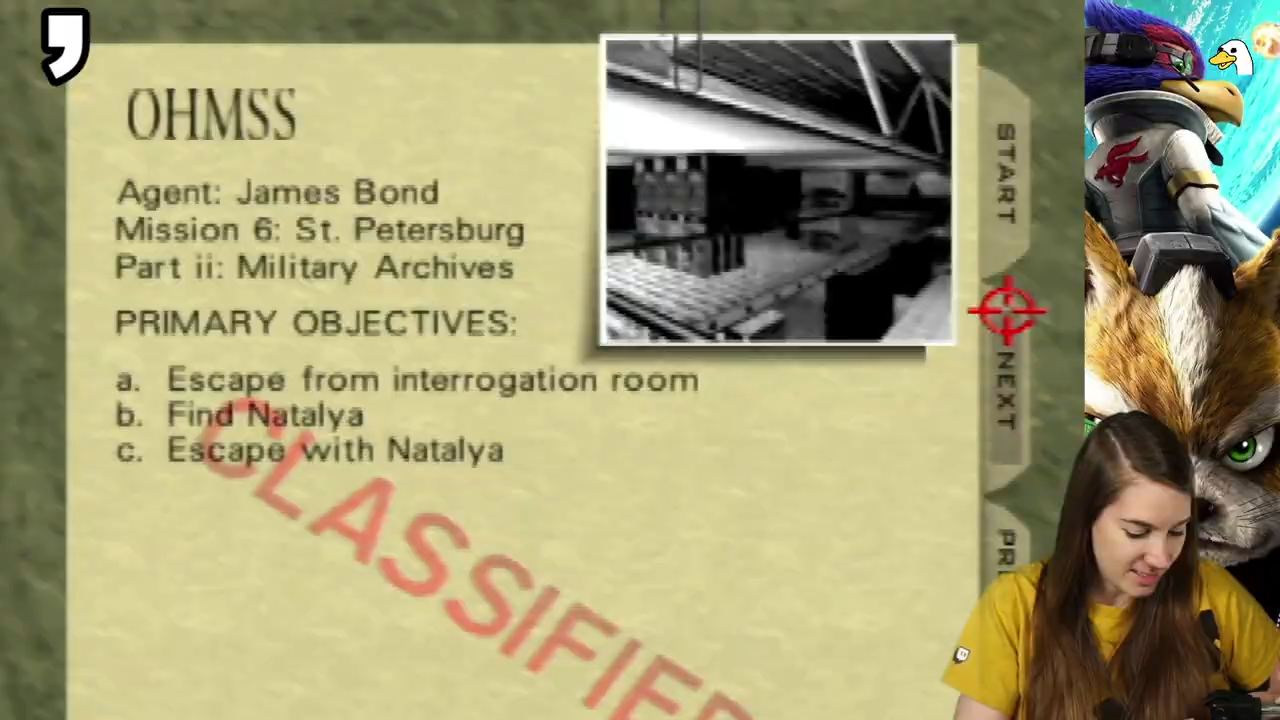 OHMSS
Agent: James Bond
Mission 6: St. Petersburg
Part ii: Military Archives
PRIMARY OBJECTIVES:
a. Escape from interrogation room
b. Find Natalya
c. Escape with Natalya
CLASSIFIED
START
NEXT
PRE